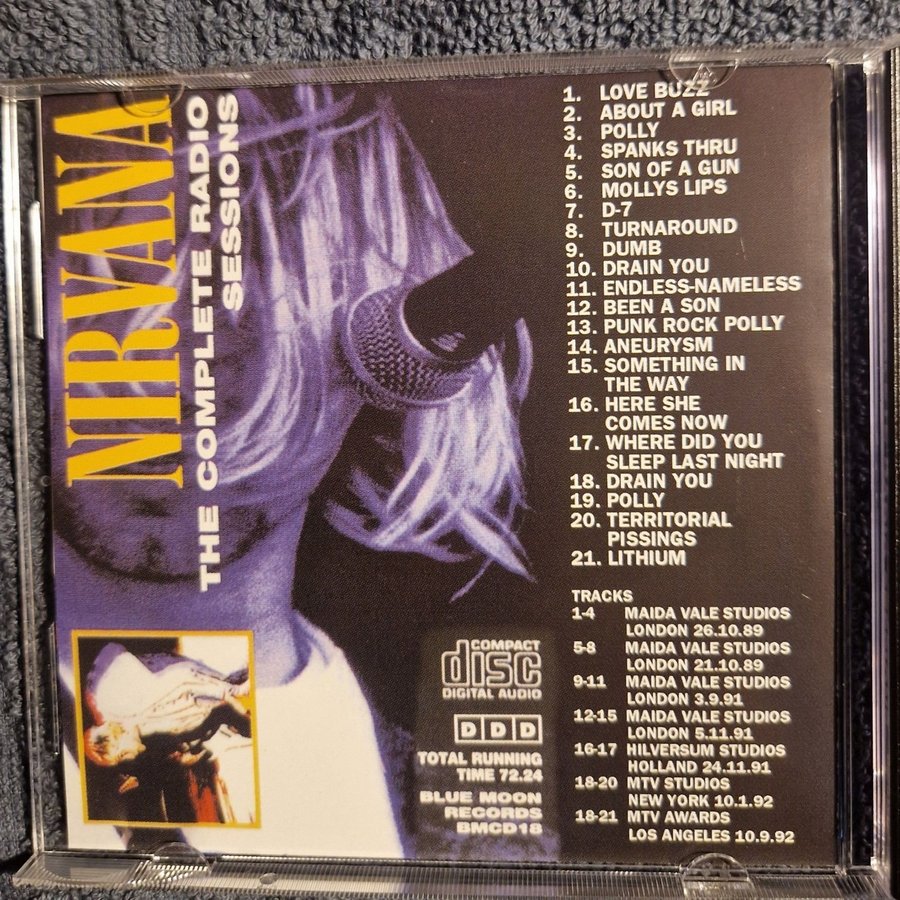 NIRVANA
THE COMPLETE RADIO
SESSIONS
1. LOVE BUZZ
2. ABOUT A GIRL
3. POLLY
4. SPANKS THRU
5. SON OF A GUN
6. MOLLYS LIPS
7. D-7
8. TURNAROUND
9. DUMB
10. DRAIN YOU
11. ENDLESS-NAMELESS
12. BEEN A SON
13. PUNK ROCK POLLY
14. ANEURYSM
15. SOMETHING IN
THE WAY
16. HERE SHE
COMES NOW
17. WHERE DID YOU
SLEEP LAST NIGHT
18. DRAIN YOU
19. POLLY
20. TERRITORIAL
PISSINGS
21. LITHIUM
TRACKS
1-4 MAIDA VALE STUDIOS
LONDON 26.10.89
5-8 MAIDA VALE STUDIOS
LONDON 21.10.89
9-11 MAIDA VALE STUDIOS
LONDON 3.9.91
12-15 MAIDA VALE STUDIOS
LONDON 5.11.91
16-17 HILVERSUM STUDIOS
HOLLAND 24.11.91
18-20 MTV STUDIOS
NEW YORK 10.1.92
18-21 MTV AWARDS
LOS ANGELES 10.9.92
COMPACT
disc
DIGITAL AUDIO
DDD
TOTAL RUNNING
TIME 72.24
BLUE MOON
RECORDS
BMCD18